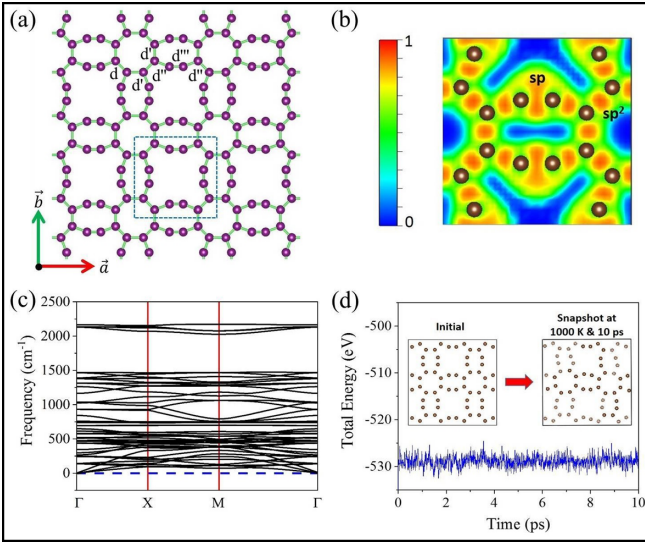 (a)
d'
d'''
d
d'
d''
d''
b
a
(b)
1
0
sp
sp²
(c)
2500
2000
1500
1000
500
0
Frequency (cm⁻¹)
Γ
X
M
Γ
(d)
-500
-510
-520
-530
Total Energy (eV)
Initial
Snapshot at
1000 K & 10 ps
0
2
4
6
8
10
Time (ps)